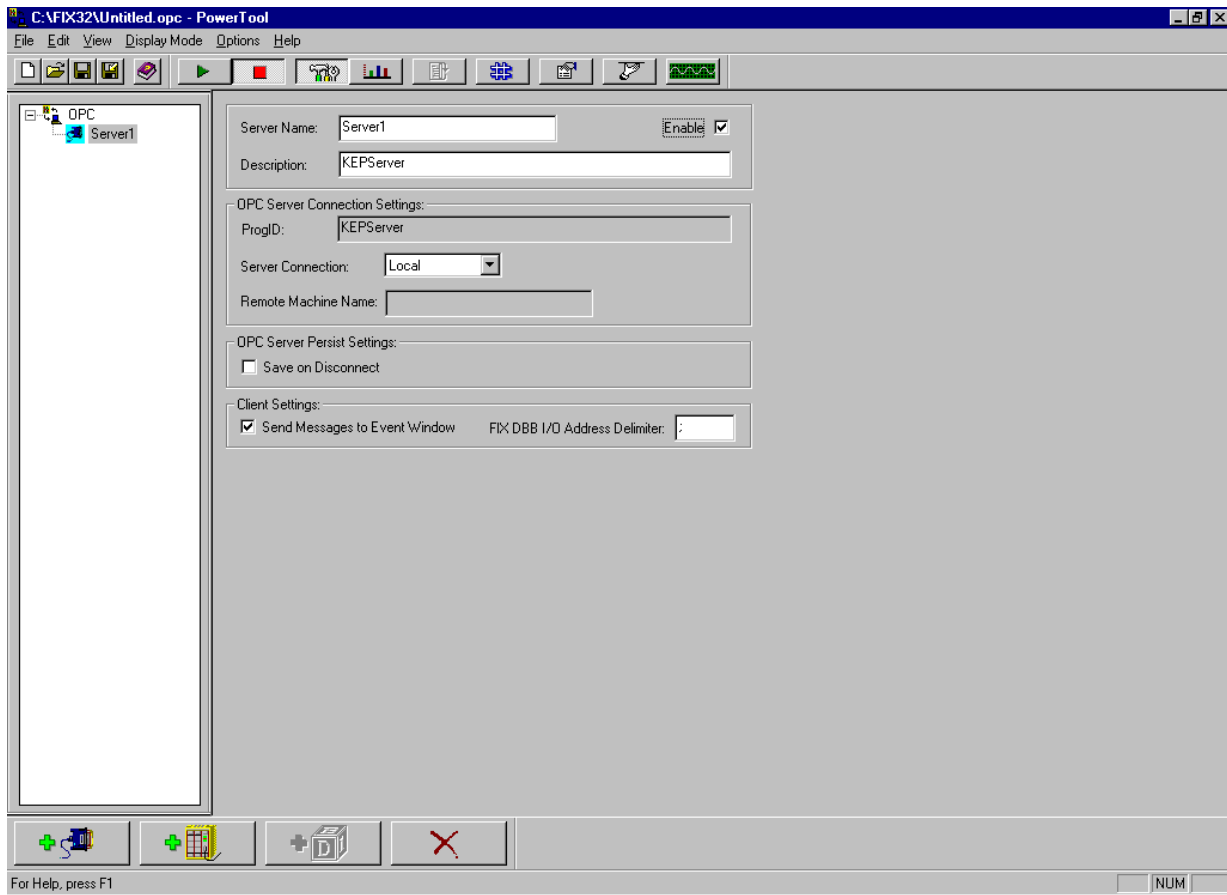 C:\FIX32\Untitled.opc - PowerTool
File Edit View Display Mode Options Help
OPC
Server1
Server Name: Server1 Enable
Description: KEPServer
OPC Server Connection Settings:
ProgID: KEPServer
Server Connection: Local
Remote Machine Name:
OPC Server Persist Settings:
Save on Disconnect
Client Settings:
Send Messages to Event Window FIX DBB I/O Address Delimiter: ;
D
For Help, press F1 NUM